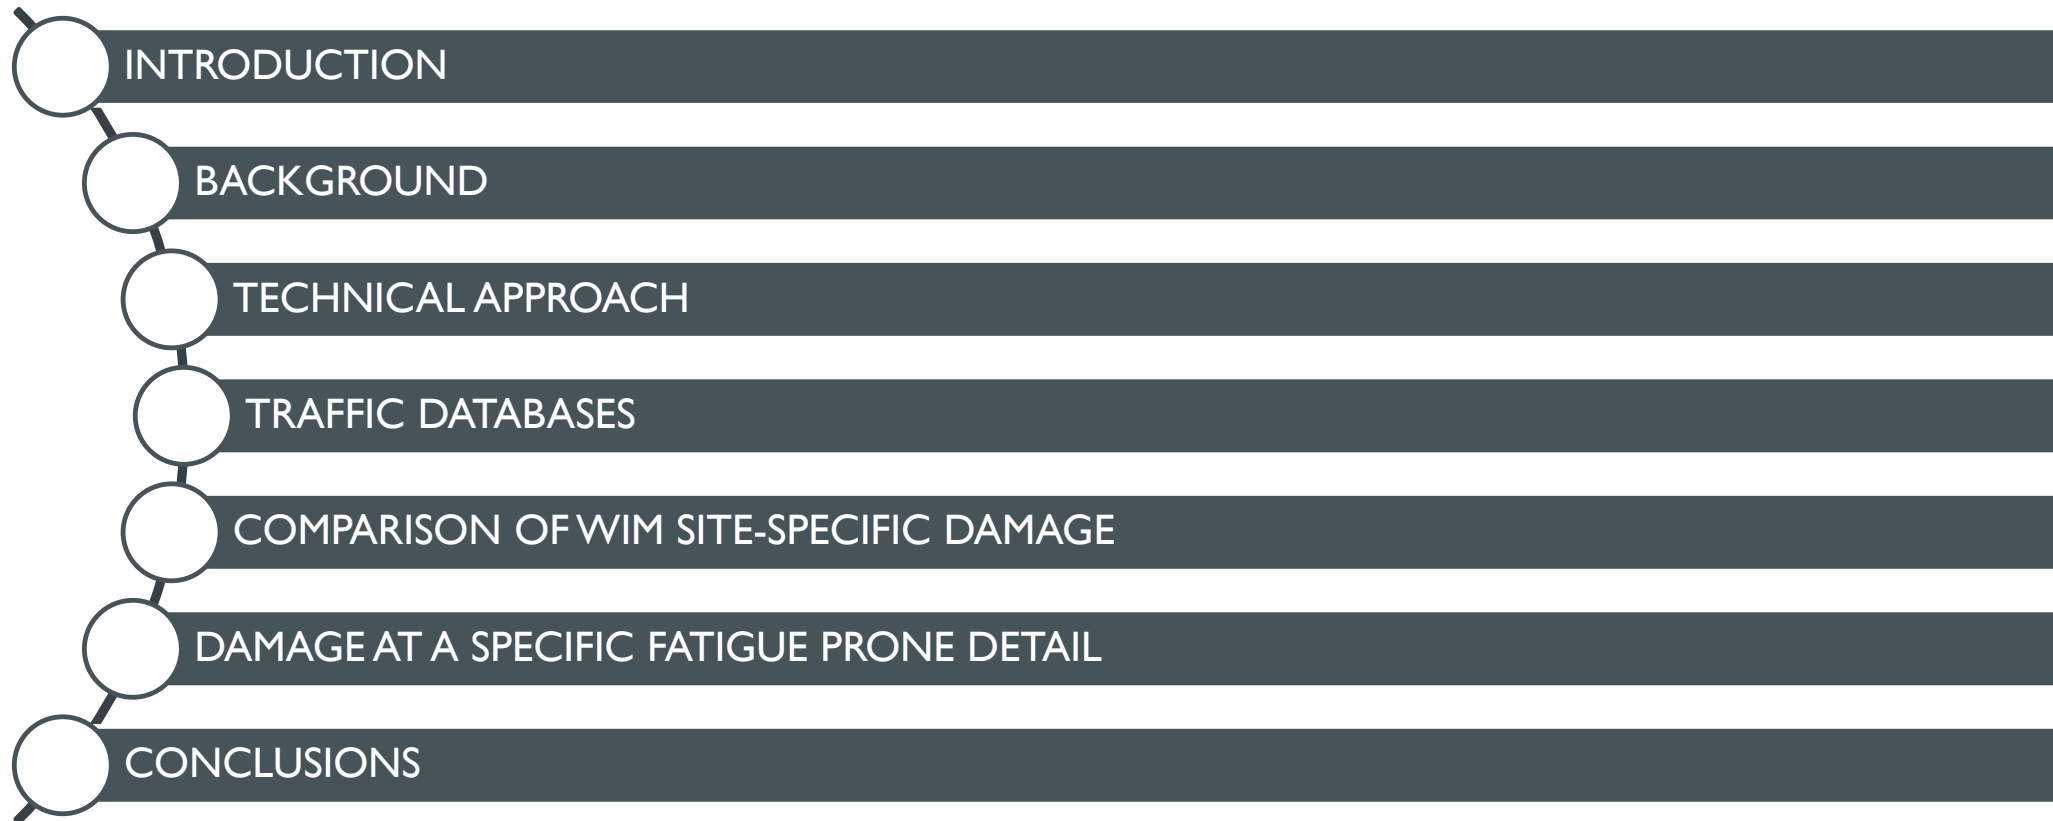 INTRODUCTION
BACKGROUND
TECHNICAL APPROACH
TRAFFIC DATABASES
COMPARISON OF WIM SITE-SPECIFIC DAMAGE
DAMAGE AT A SPECIFIC FATIGUE PRONE DETAIL
CONCLUSIONS